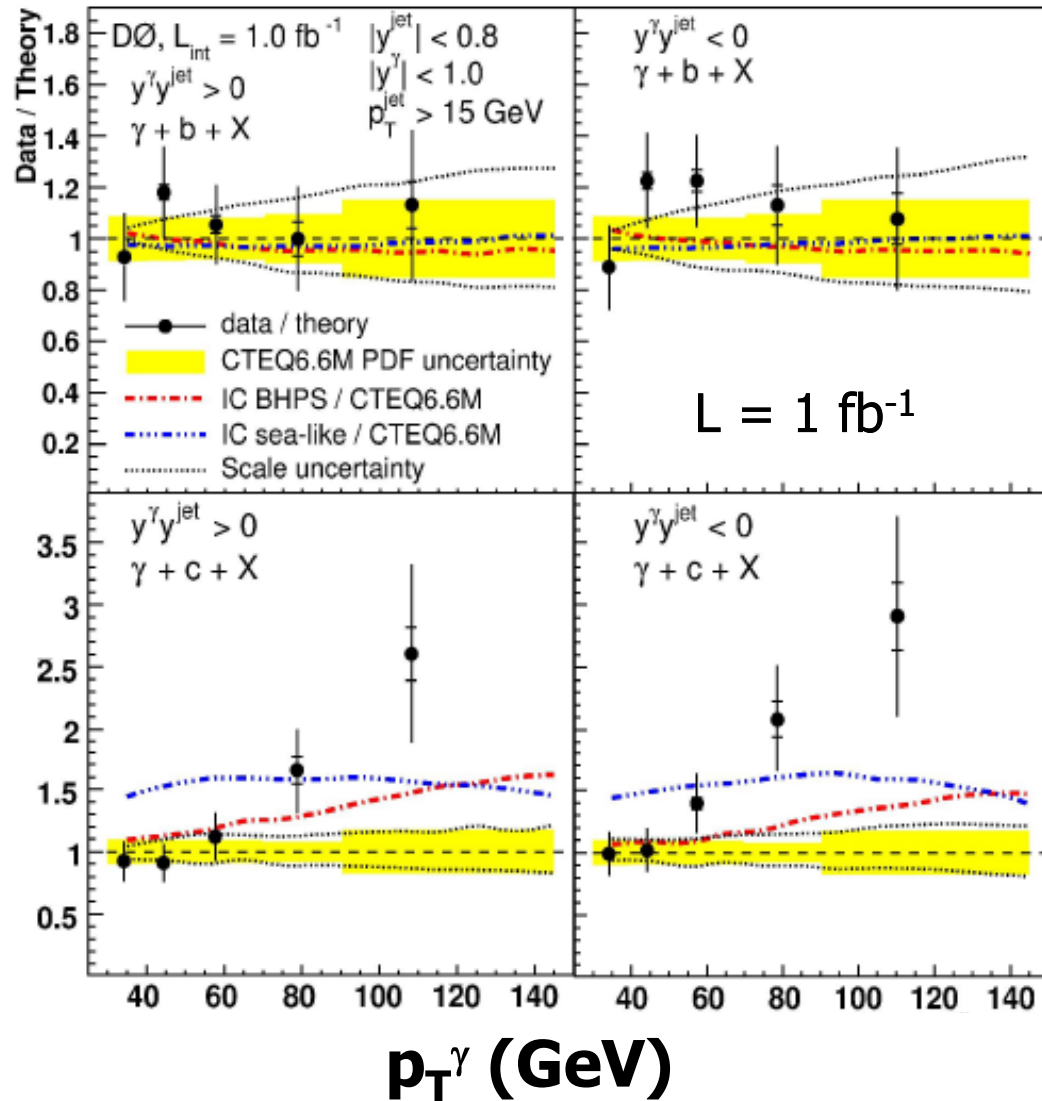 Data / Theory
1.8
1.6
1.4
1.2
1
0.8
0.6
0.4
0.2
DØ, L_int = 1.0 fb⁻¹
y^γ y^jet > 0
γ + b + X
|y^jet| < 0.8
|y^γ| < 1.0
p_T^jet > 15 GeV
data / theory
CTEQ6.6M PDF uncertainty
IC BHPS / CTEQ6.6M
IC sea-like / CTEQ6.6M
Scale uncertainty
y^γ y^jet < 0
γ + b + X
L = 1 fb⁻¹
3.5
3
2.5
2
1.5
1
0.5
y^γ y^jet > 0
γ + c + X
y^γ y^jet < 0
γ + c + X
40 60 80 100 120 140
40 60 80 100 120 140
p_T^γ (GeV)